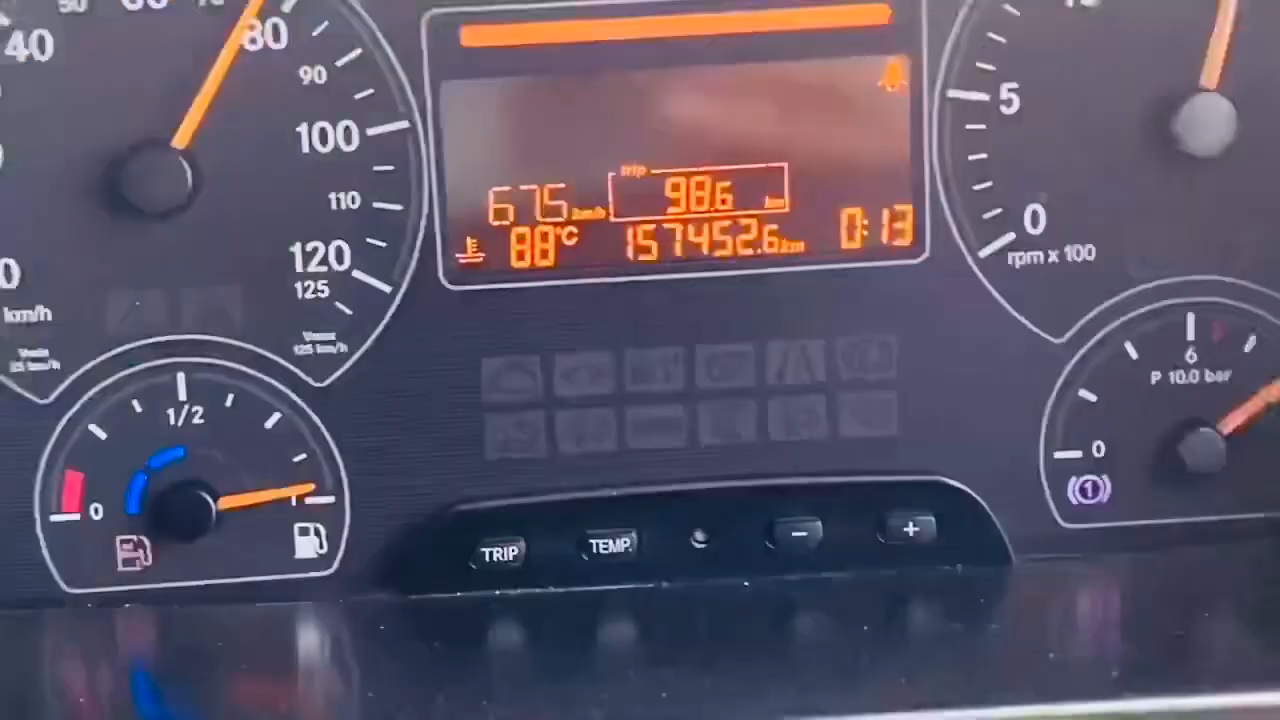 40
80
90
100
110
120
125
km/h
Vmax
125 km/h
trip
67.5 km/h
98.6 km
88°C
157452.6 km
0:13
5
0
rpm x 100
1/2
0
1
6
P 10.0 bar
0
1
TRIP
TEMP.
-
+